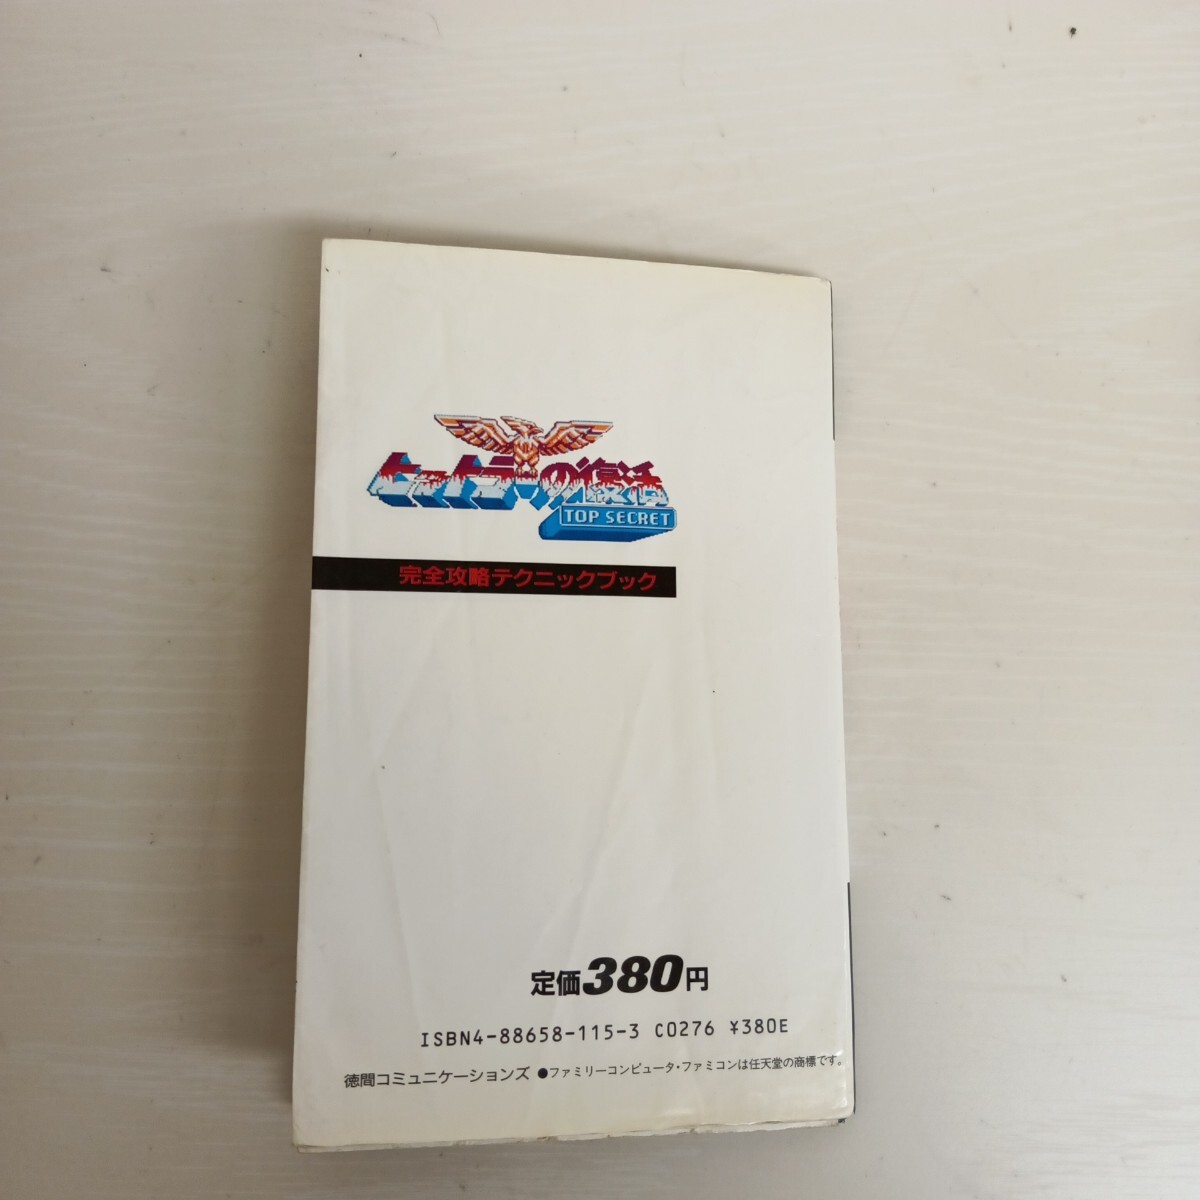 ヒットラーの復活
TOP SECRET
完全攻略テクニックブック
定価380円
ISBN4-88658-115-3 C0276 ¥380E
徳間コミュニケーションズ ●ファミリーコンピュータ・ファミコンは任天堂の商標です。